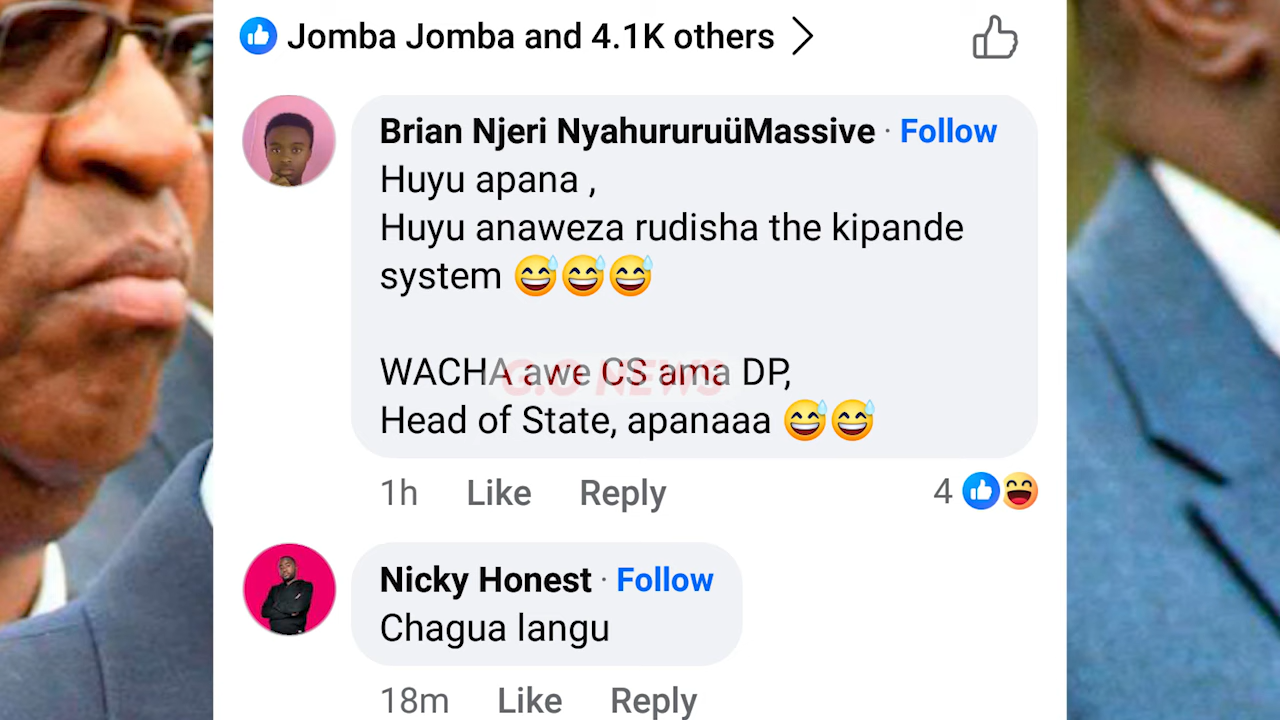 Jomba Jomba and 4.1K others
Brian Njeri NyahururuüMassive · Follow
Huyu apana ,
Huyu anaweza rudisha the kipande
system 😅😅😅
WACHA awe CS ama DP,
G.O NEWS
Head of State, apanaaa 😅😅
1h Like Reply 4
Nicky Honest · Follow
Chagua langu
18m Like Reply